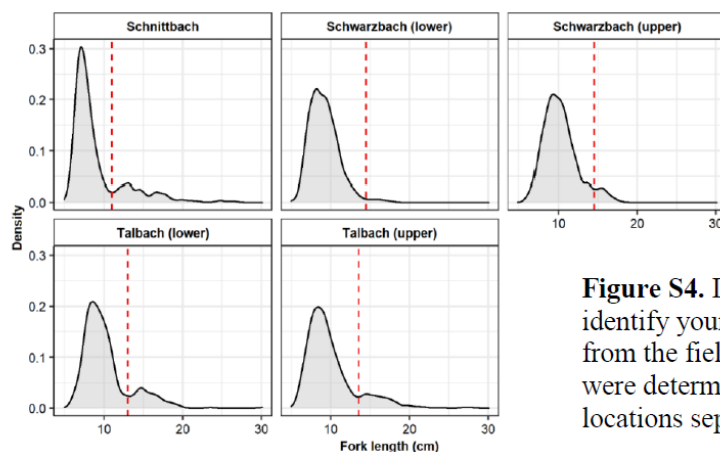 Schnittbach
Schwarzbach (lower)
Schwarzbach (upper)
0.3
0.2
0.1
0.0
10 20 30
Talbach (lower)
Talbach (upper)
0.3
0.2
0.1
0.0
10 20 30
10 20 30
Density
Fork length (cm)
Figure S4.
identify your
from the fiel
were determ
locations sep